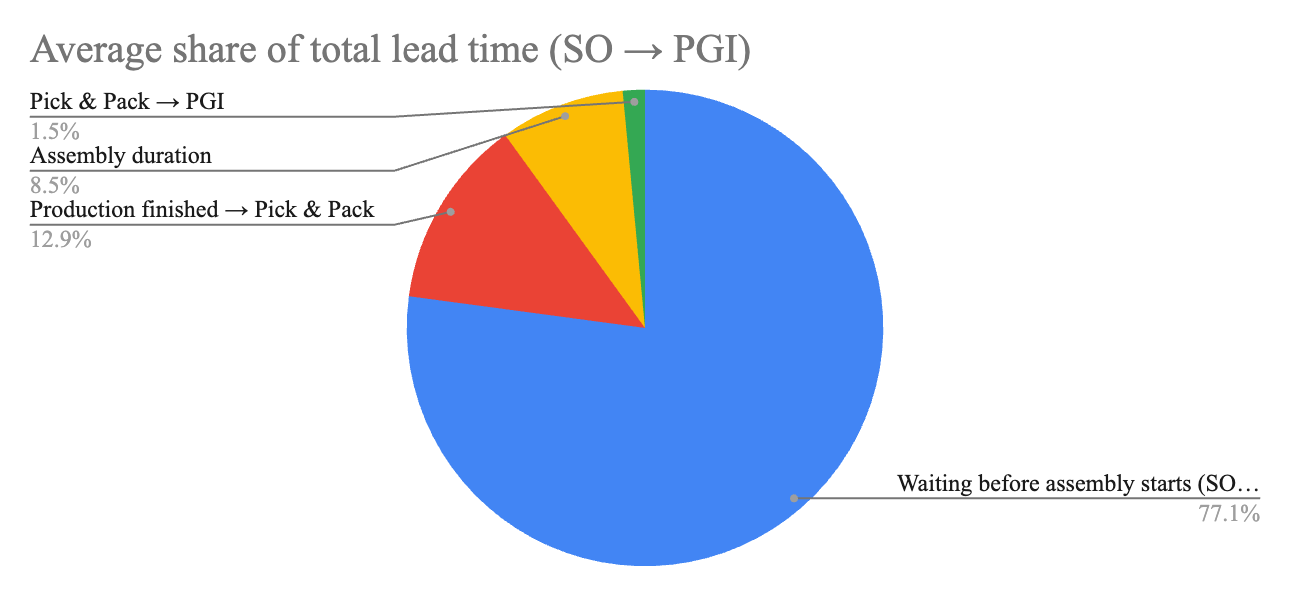 Average share of total lead time (SO → PGI)
Pick & Pack → PGI
1.5%
Assembly duration
8.5%
Production finished → Pick & Pack
12.9%
Waiting before assembly starts (SO…
77.1%